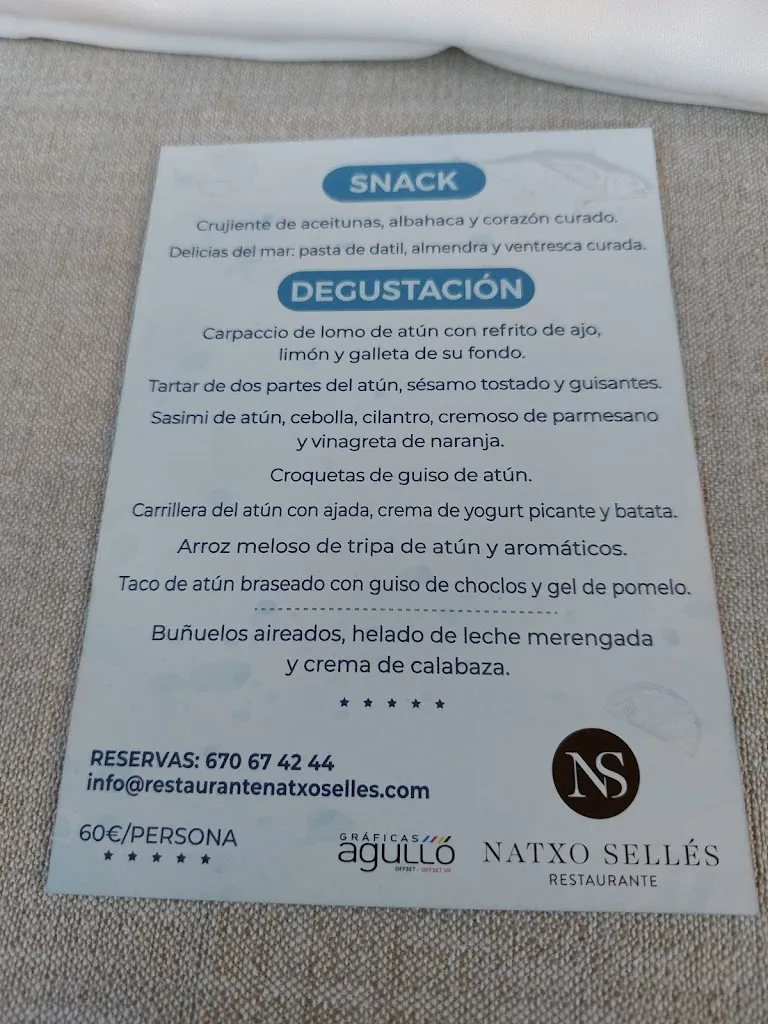 SNACK
Crujiente de aceitunas, albahaca y corazón curado.
Delicias del mar: pasta de datil, almendra y ventresca curada.
DEGUSTACIÓN
Carpaccio de lomo de atún con refrito de ajo,
limón y galleta de su fondo.
Tartar de dos partes del atún, sésamo tostado y guisantes.
Sasimi de atún, cebolla, cilantro, cremoso de parmesano
y vinagreta de naranja.
Croquetas de guiso de atún.
Carrillera del atún con ajada, crema de yogurt picante y batata.
Arroz meloso de tripa de atún y aromáticos.
Taco de atún braseado con guiso de choclos y gel de pomelo.
Buñuelos aireados, helado de leche merengada
y crema de calabaza.
RESERVAS: 670 67 42 44
info@restaurantenatxoselles.com
60€/PERSONA
GRÁFICAS
agulló
OFFSET · OFFSET UV
NS
NATXO SELLÉS
RESTAURANTE